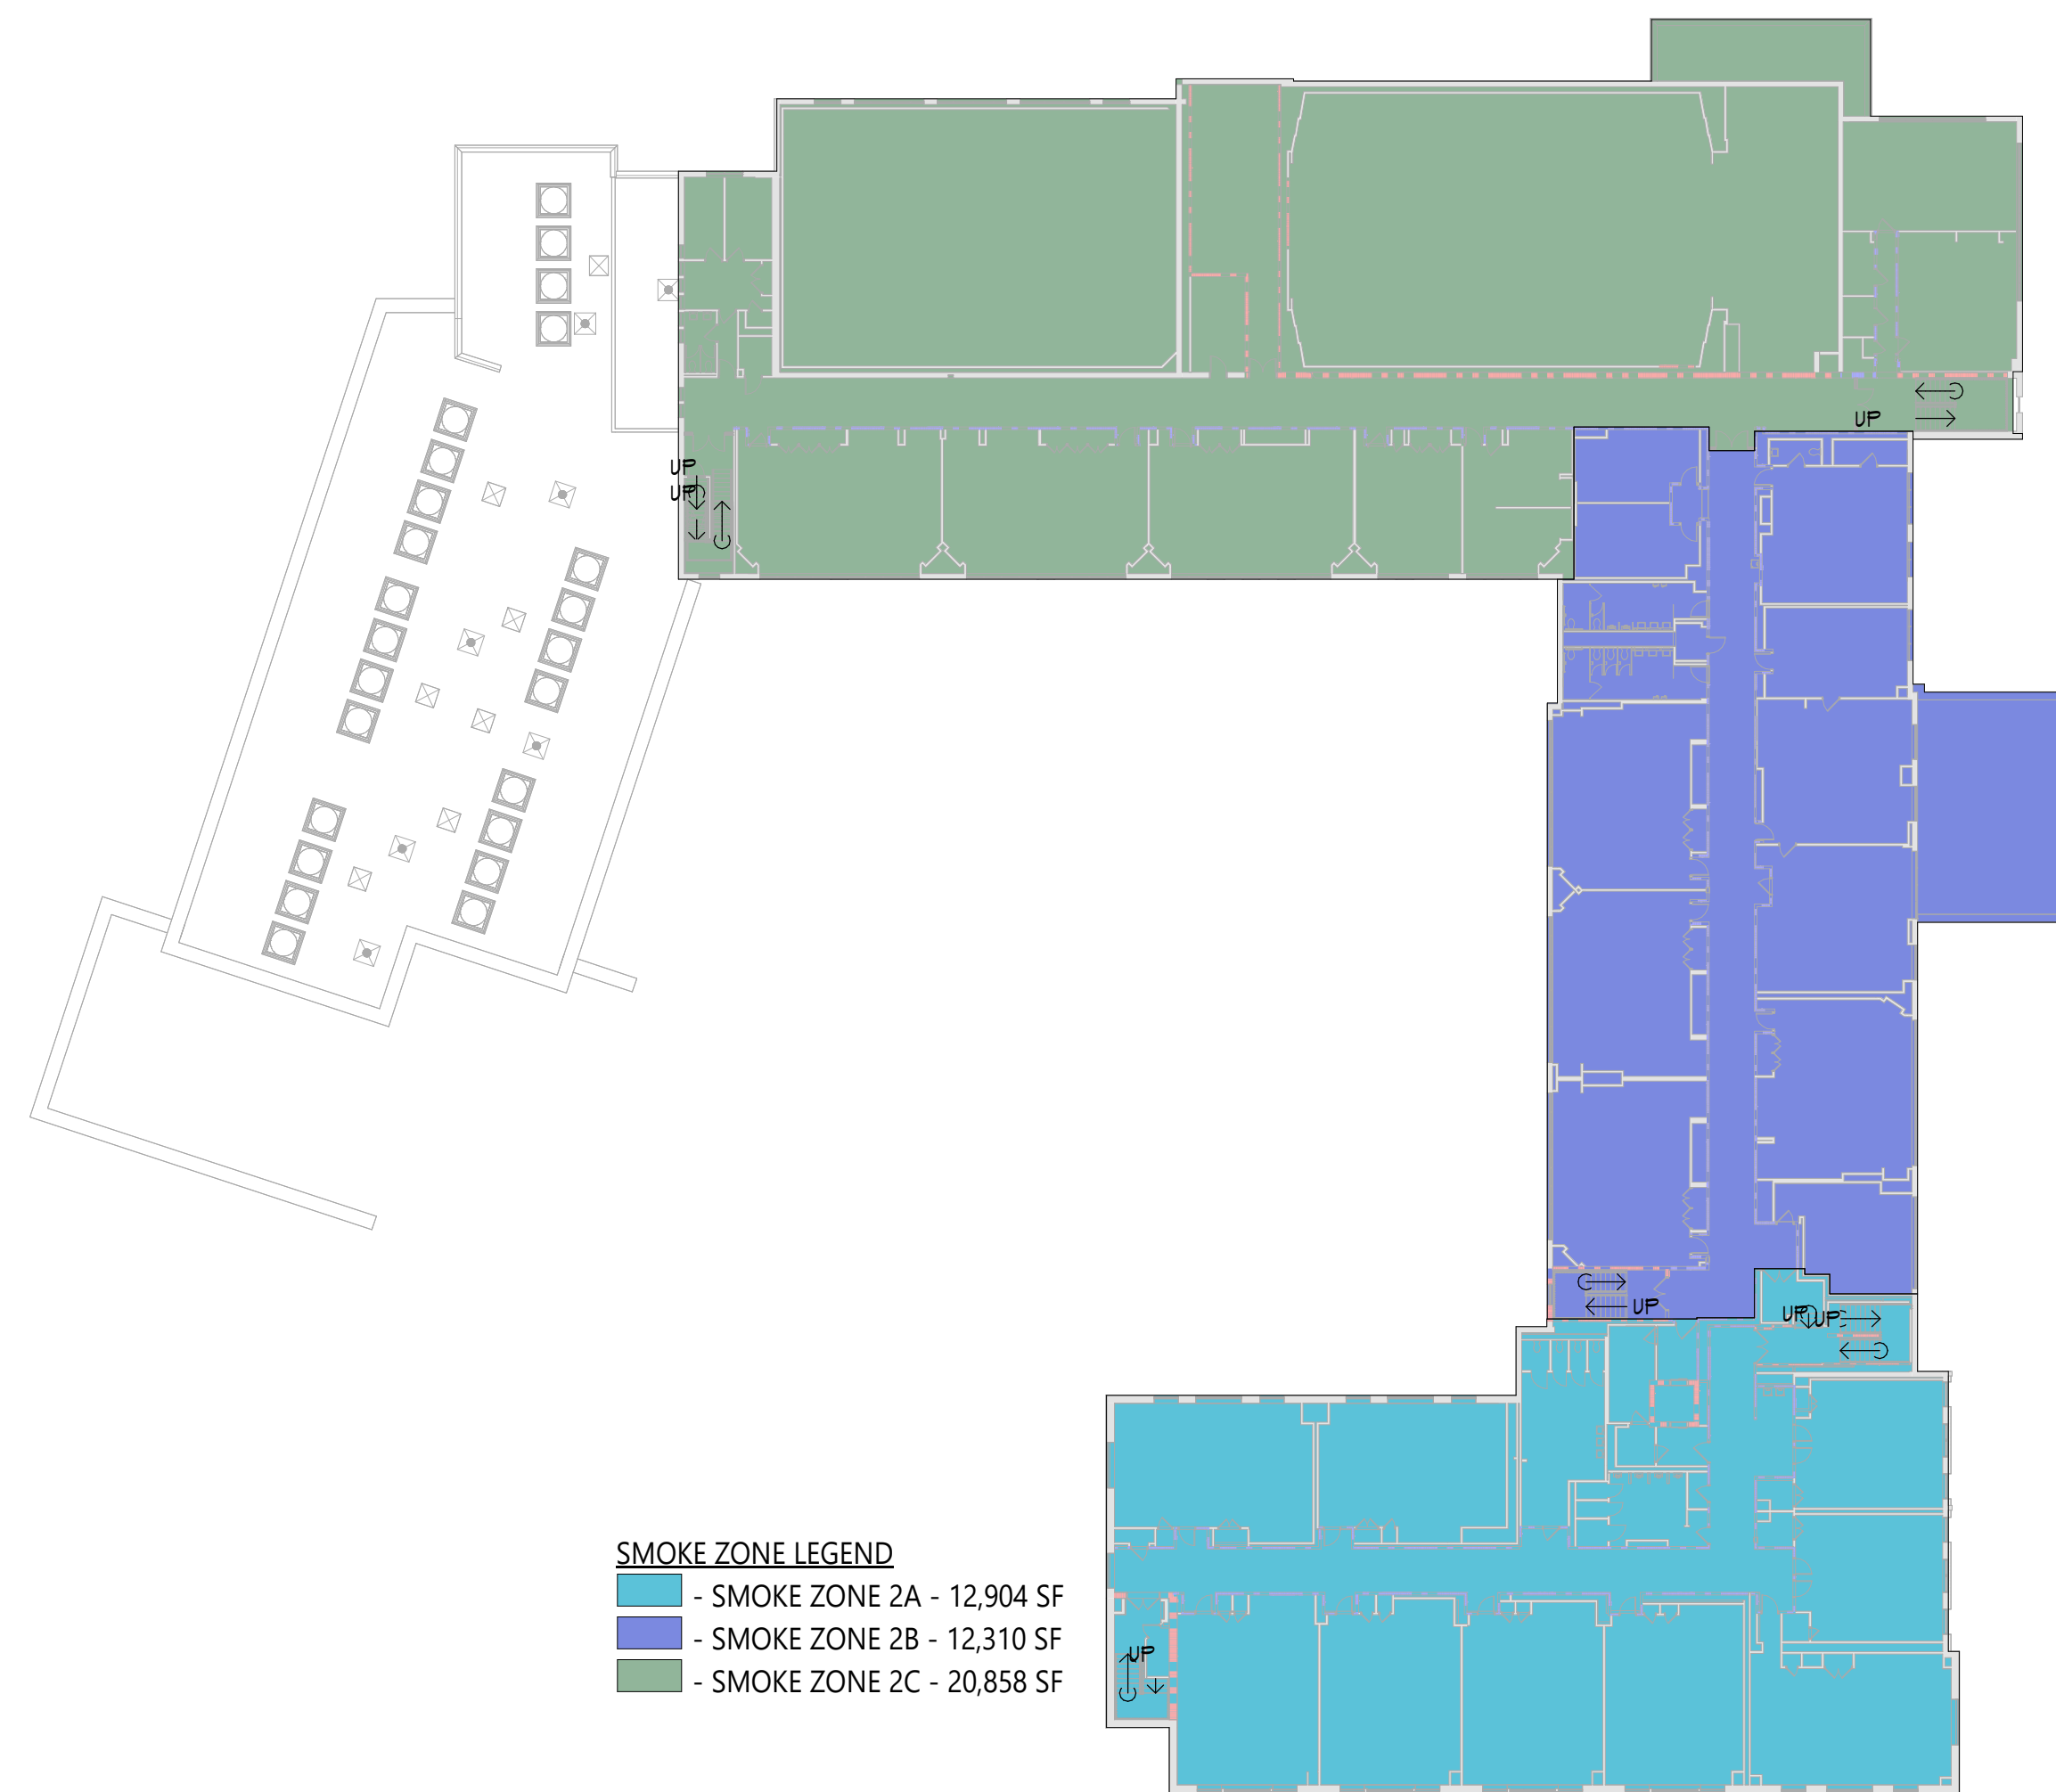 UP
UP
UP
UP
UP
UP
UP
SMOKE ZONE LEGEND
- SMOKE ZONE 2A - 12,904 SF
- SMOKE ZONE 2B - 12,310 SF
- SMOKE ZONE 2C - 20,858 SF